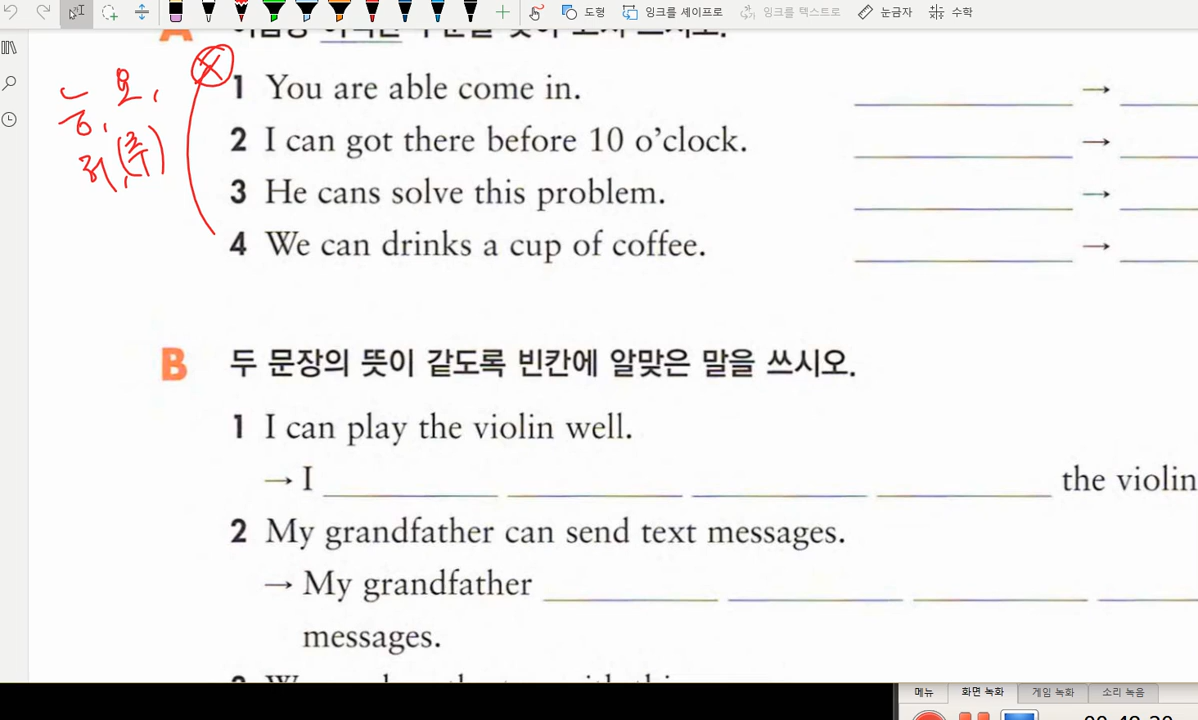 도형 잉크를 셰이프로 잉크를 텍스트로 눈금자 수학
A
1 You are able come in. →
2 I can got there before 10 o'clock. →
3 He cans solve this problem. →
4 We can drinks a cup of coffee. →
B 두 문장의 뜻이 같도록 빈칸에 알맞은 말을 쓰시오.
1 I can play the violin well.
→ I the violin
2 My grandfather can send text messages.
→ My grandfather
messages.
메뉴 화면 녹화 게임 녹화 소리 녹음